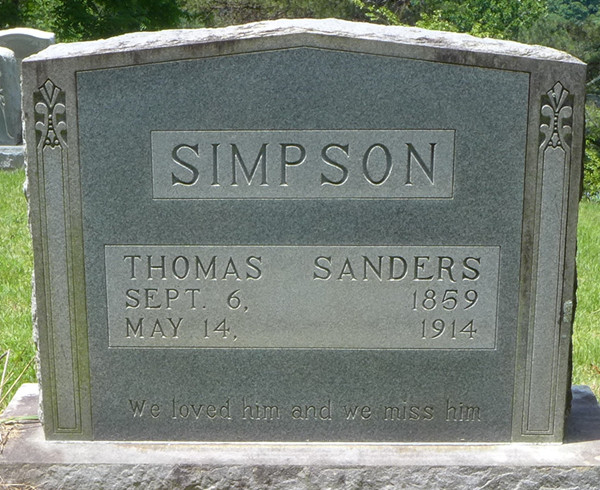 SIMPSON
THOMAS SANDERS
SEPT. 6, 1859
MAY 14, 1914
We loved him and we miss him